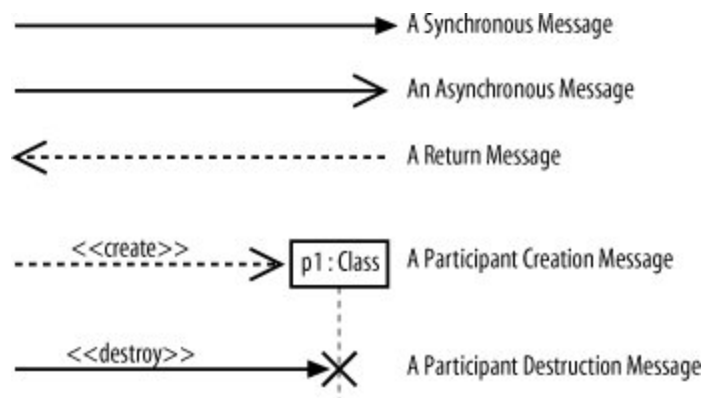 A Synchronous Message
An Asynchronous Message
A Return Message
<<create>>
p1 : Class
A Participant Creation Message
<<destroy>>
A Participant Destruction Message